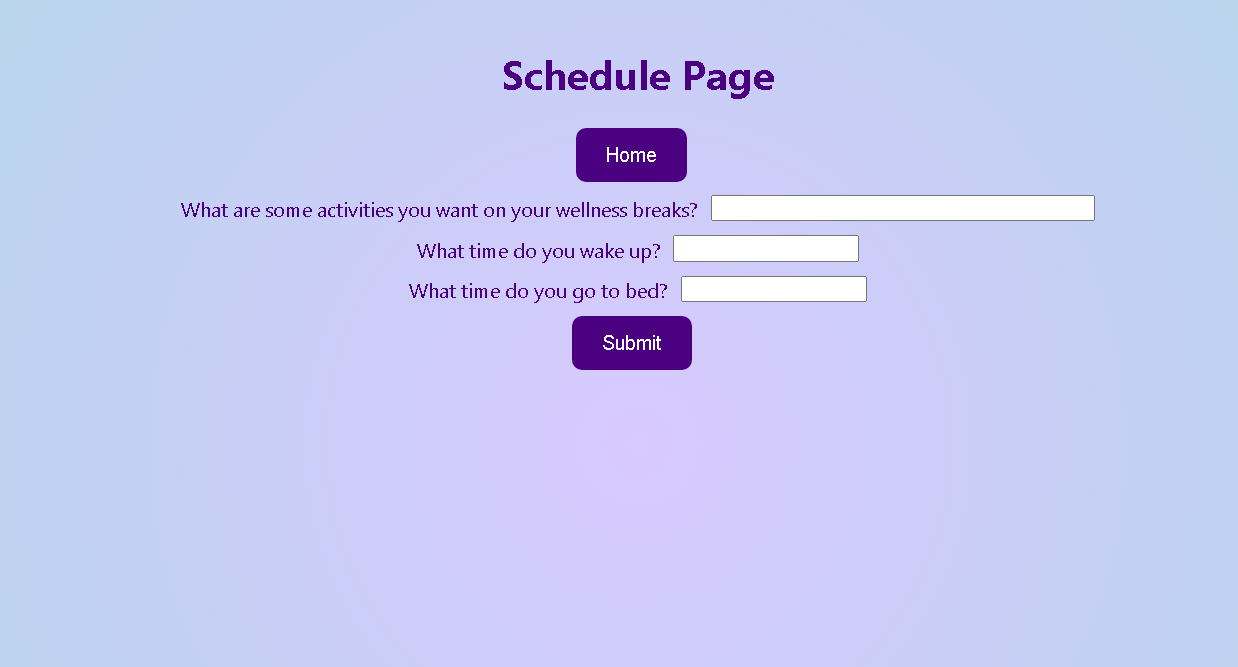 Schedule Page
Home
What are some activities you want on your wellness breaks?
What time do you wake up?
What time do you go to bed?
Submit